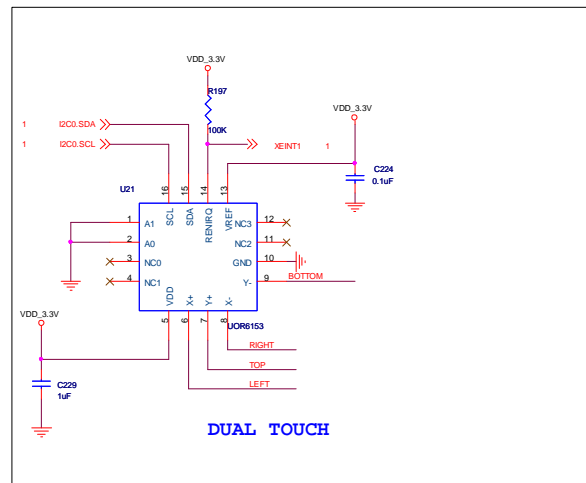 VDD_3.3V
R197
100K
VDD_3.3V
1 I2C0.SDA
1 I2C0.SCL
XEINT1 1
C224
0.1uF
U21
16 15 14 13
SCL SDA RENIRQ VREF
1 A1 NC3 12
2 A0 NC2 11
3 NC0 GND 10
4 NC1 Y- 9 BOTTOM
VDD X+ Y+ X-
5 6 7 8
UOR6153
VDD_3.3V
RIGHT
TOP
LEFT
C229
1uF
DUAL TOUCH